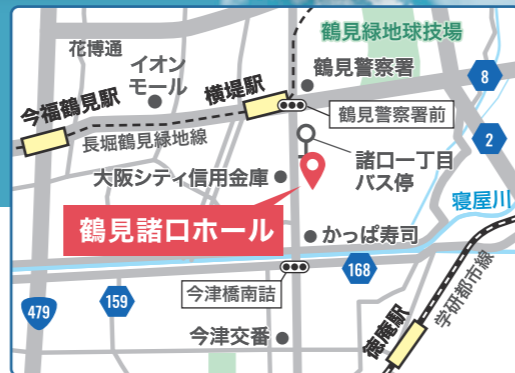 鶴見緑地球技場
花博通
イオン
モール
鶴見警察署
8
横堤駅
今福鶴見駅
鶴見警察署前
長堀鶴見緑地線
2
諸口一丁目
バス停
大阪シティ信用金庫
寝屋川
鶴見諸口ホール
かっぱ寿司
学研都市線
168
159
今津橋南詰
479
徳庵駅
今津交番